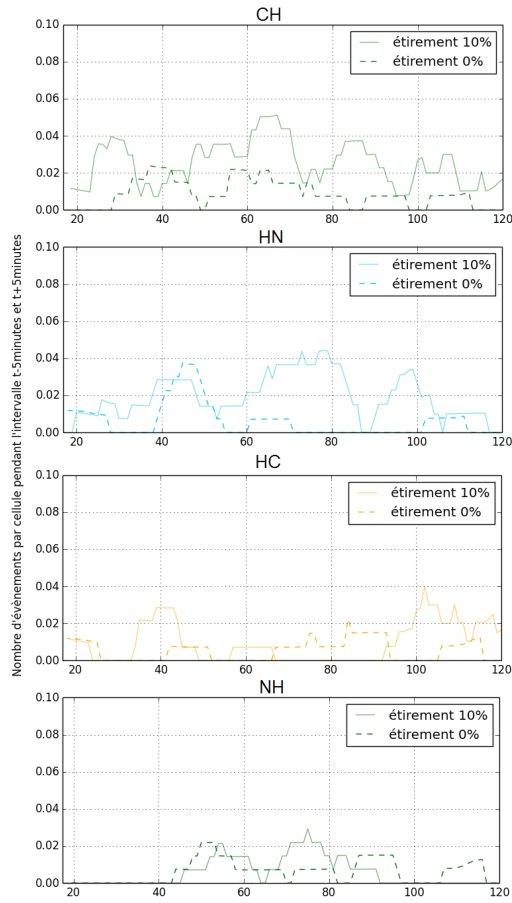 CH
0.10
étirement 10%
étirement 0%
0.08
0.06
0.04
0.02
0.00
20 40 60 80 100 120
HN
0.10
étirement 10%
étirement 0%
0.08
0.06
0.04
0.02
0.00
20 40 60 80 100 120
Nombre d'évènements par cellule pendant l'intervalle t-5minutes et t+5minutes
HC
0.10
étirement 10%
étirement 0%
0.08
0.06
0.04
0.02
0.00
20 40 60 80 100 120
NH
0.10
étirement 10%
étirement 0%
0.08
0.06
0.04
0.02
0.00
20 40 60 80 100 120